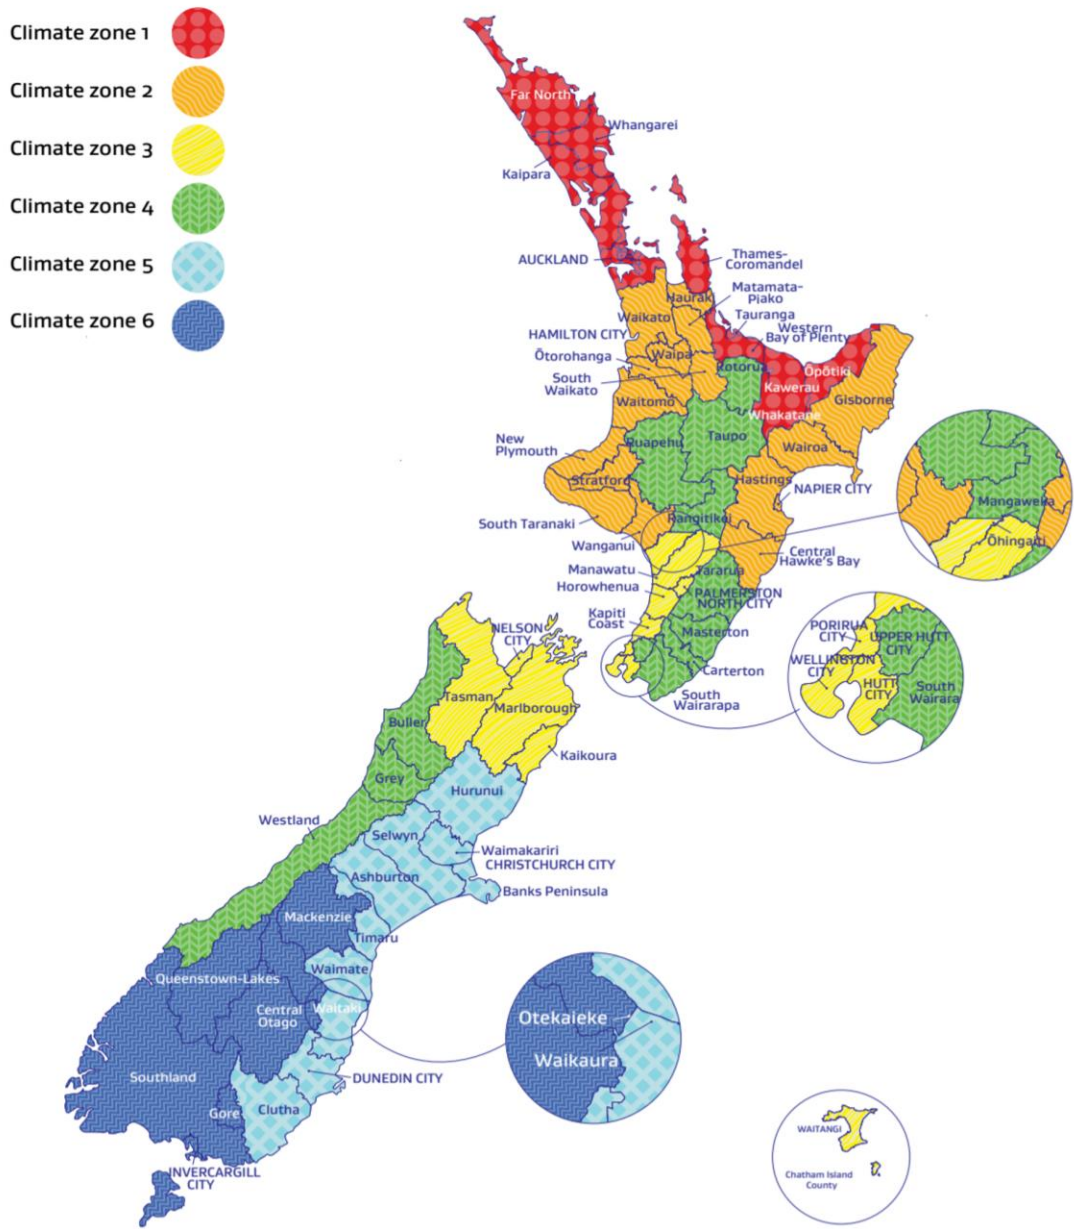 Climate zone 1
Climate zone 2
Climate zone 3
Climate zone 4
Climate zone 5
Climate zone 6
Far North
Whangarei
Kaipara
AUCKLAND
Thames-
Coromandel
Matamata-
Piako
Haurak
Waikato
Tauranga
Western
Bay of Plenty
HAMILTON CITY
Ōtorohanga
Waipa
Rotorua
South
Waikato
Ōpōtiki
Kawerau
Waitomo
Gisborne
Whakatane
New
Plymouth
Ruapehu
Taupo
Wairoa
Stratford
Hastings
NAPIER CITY
Mangaweka
South Taranaki
Rangitikei
Ōhingaiti
Wanganui
Central
Hawke's Bay
Manawatu
Tararua
Horowhenua
PALMERSTON
NORTH CITY
Kapiti
Coast
Masterton
PORIRUA
CITY
UPPER HUTT
CITY
NELSON
CITY
WELLINGTON
CITY
Carterton
HUTT
CITY
South
Wairara
Tasman
South
Wairarapa
Marlborough
Buller
Kaikoura
Grey
Hurunui
Westland
Selwyn
Waimakariri
CHRISTCHURCH CITY
Ashburton
Banks Peninsula
Mackenzie
Timaru
Waimate
Queenstown-Lakes
Central
Otago
Waitaki
Otekaieke
Waikaura
Southland
DUNEDIN CITY
Gore
Clutha
WAITANGI
INVERCARGILL
CITY
Chatham Island
County